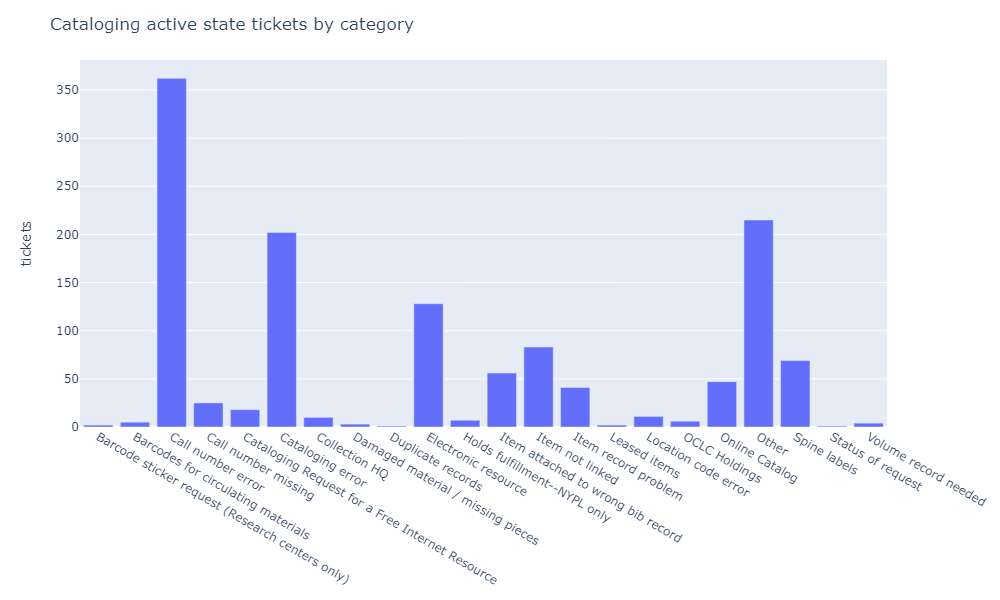 Cataloging active state tickets by category
tickets
350
300
250
200
150
100
50
0
Barcode sticker request (Research centers only)
Barcodes for circulating materials
Call number error
Call number missing
Cataloging Request for a Free Internet Resource
Cataloging error
Collection HQ
Damaged material / missing pieces
Duplicate records
Electronic resource
Holds fulfillment--NYPL only
Item attached to wrong bib record
Item not linked
Item record problem
Leased items
Location code error
OCLC Holdings
Online Catalog
Other
Spine labels
Status of request
Volume record needed